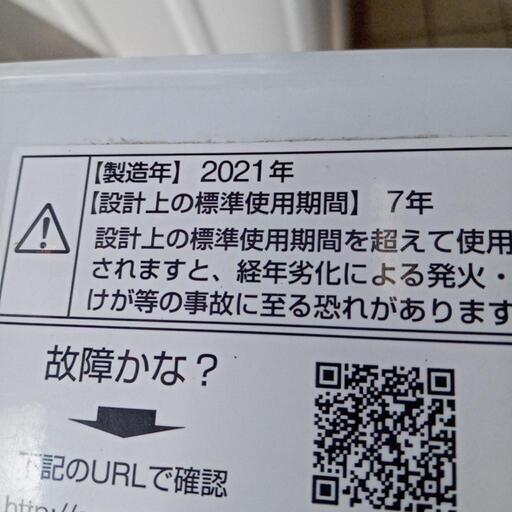 【製造年】 2021年
【設計上の標準使用期間】 7年
設計上の標準使用期間を超えて使用
されますと、経年劣化による発火・
けが等の事故に至る恐れがあります
故障かな？
下記のURLで確認
http://